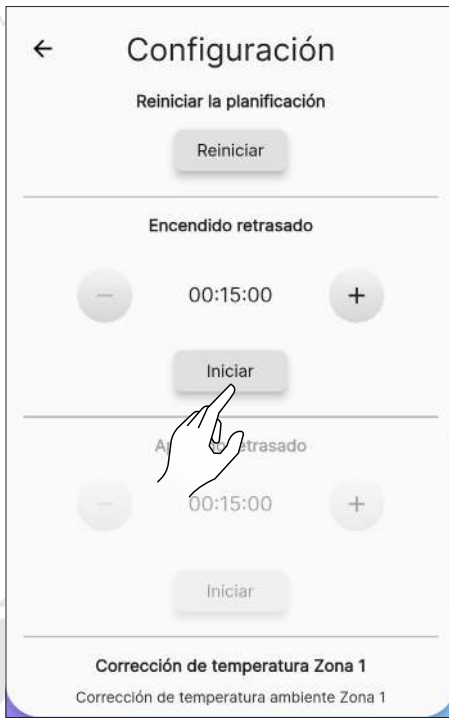 Configuración
Reiniciar la planificación
Reiniciar
Encendido retrasado
00:15:00
Iniciar
retrasado
00:15:00
Iniciar
Corrección de temperatura Zona 1
Corrección de temperatura ambiente Zona 1